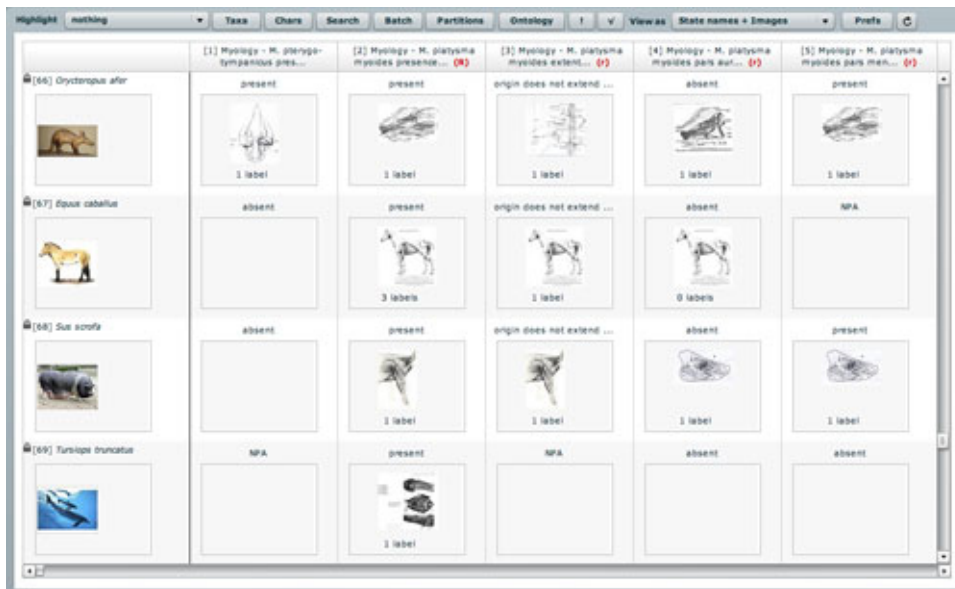 Highlight nothing Taxa Chars Search Batch Partitions Ontology ! √ View as State names + Images Prefs
[1] Myology - M. pterygo-
tympanicus pres...
[2] Myology - M. platysma
myoides presence... (R)
[3] Myology - M. platysma
myoides extent... (r)
[4] Myology - M. platysma
myoides pars aur... (r)
[5] Myology - M. platysma
myoides pars men... (r)
[66] Orycteropus afer
present
present
origin does not extend ...
absent
present
1 label
1 label
1 label
1 label
1 label
[67] Equus caballus
absent
present
origin does not extend ...
absent
NPA
3 labels
1 label
0 labels
[68] Sus scrofa
absent
present
origin does not extend ...
absent
present
1 label
1 label
1 label
1 label
[69] Tursiops truncatus
NPA
present
NPA
absent
absent
1 label